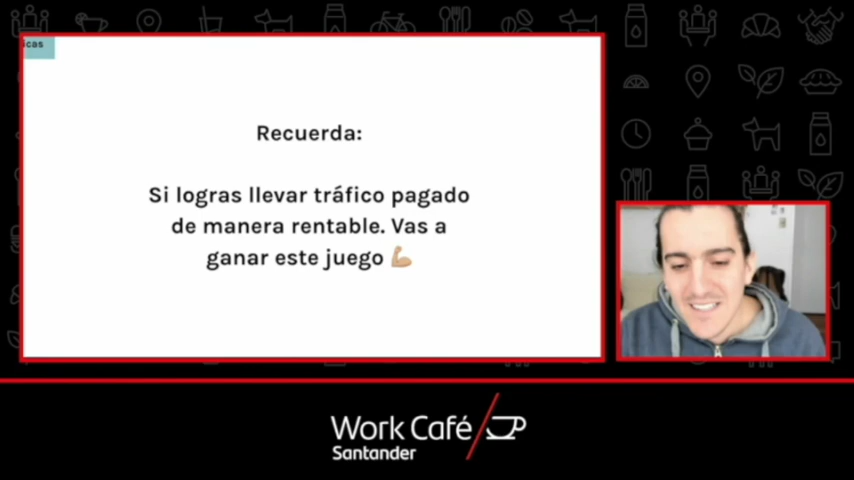 icas
Recuerda:
Si logras llevar tráfico pagado
de manera rentable. Vas a
ganar este juego 💪🏼
Work Café
Santander